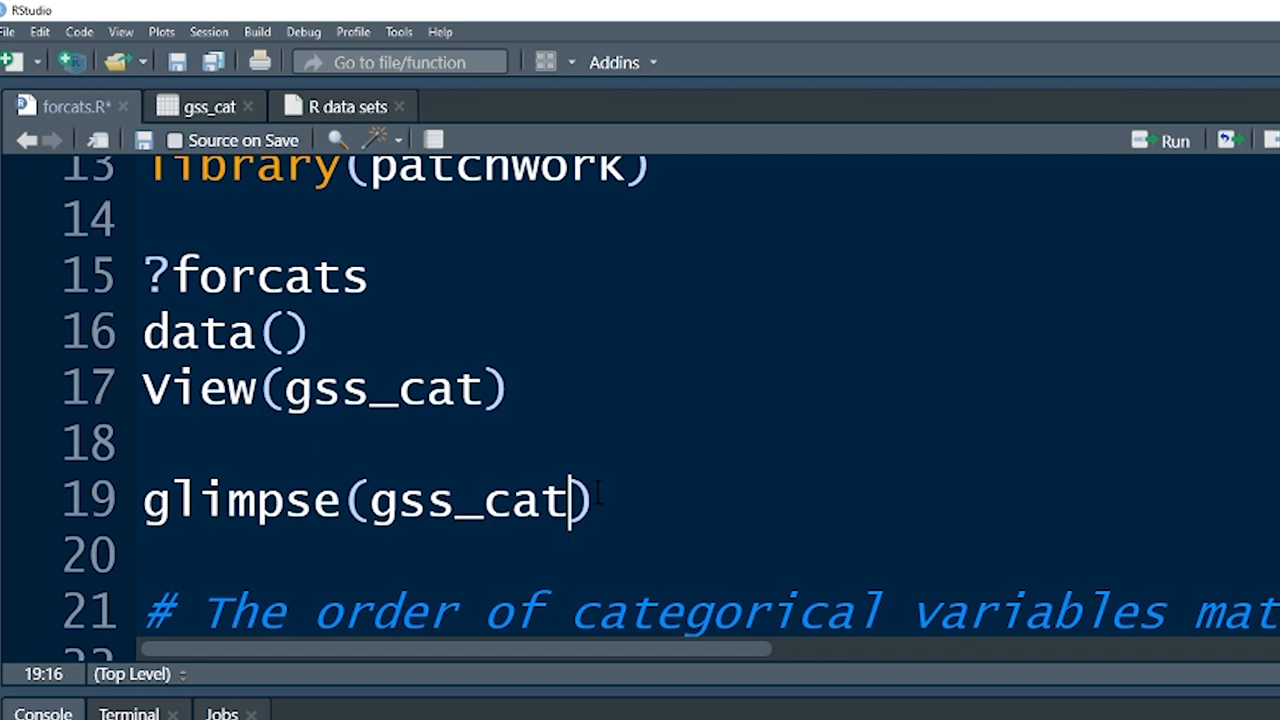 RStudio
File Edit Code View Plots Session Build Debug Profile Tools Help
Go to file/function Addins
forcats.R* gss_cat R data sets
Source on Save Run
13 library(patchwork)
14
15 ?forcats
16 data()
17 View(gss_cat)
18
19 glimpse(gss_cat)
20
21 # The order of categorical variables mat
22
19:16 (Top Level)
Console Terminal Jobs